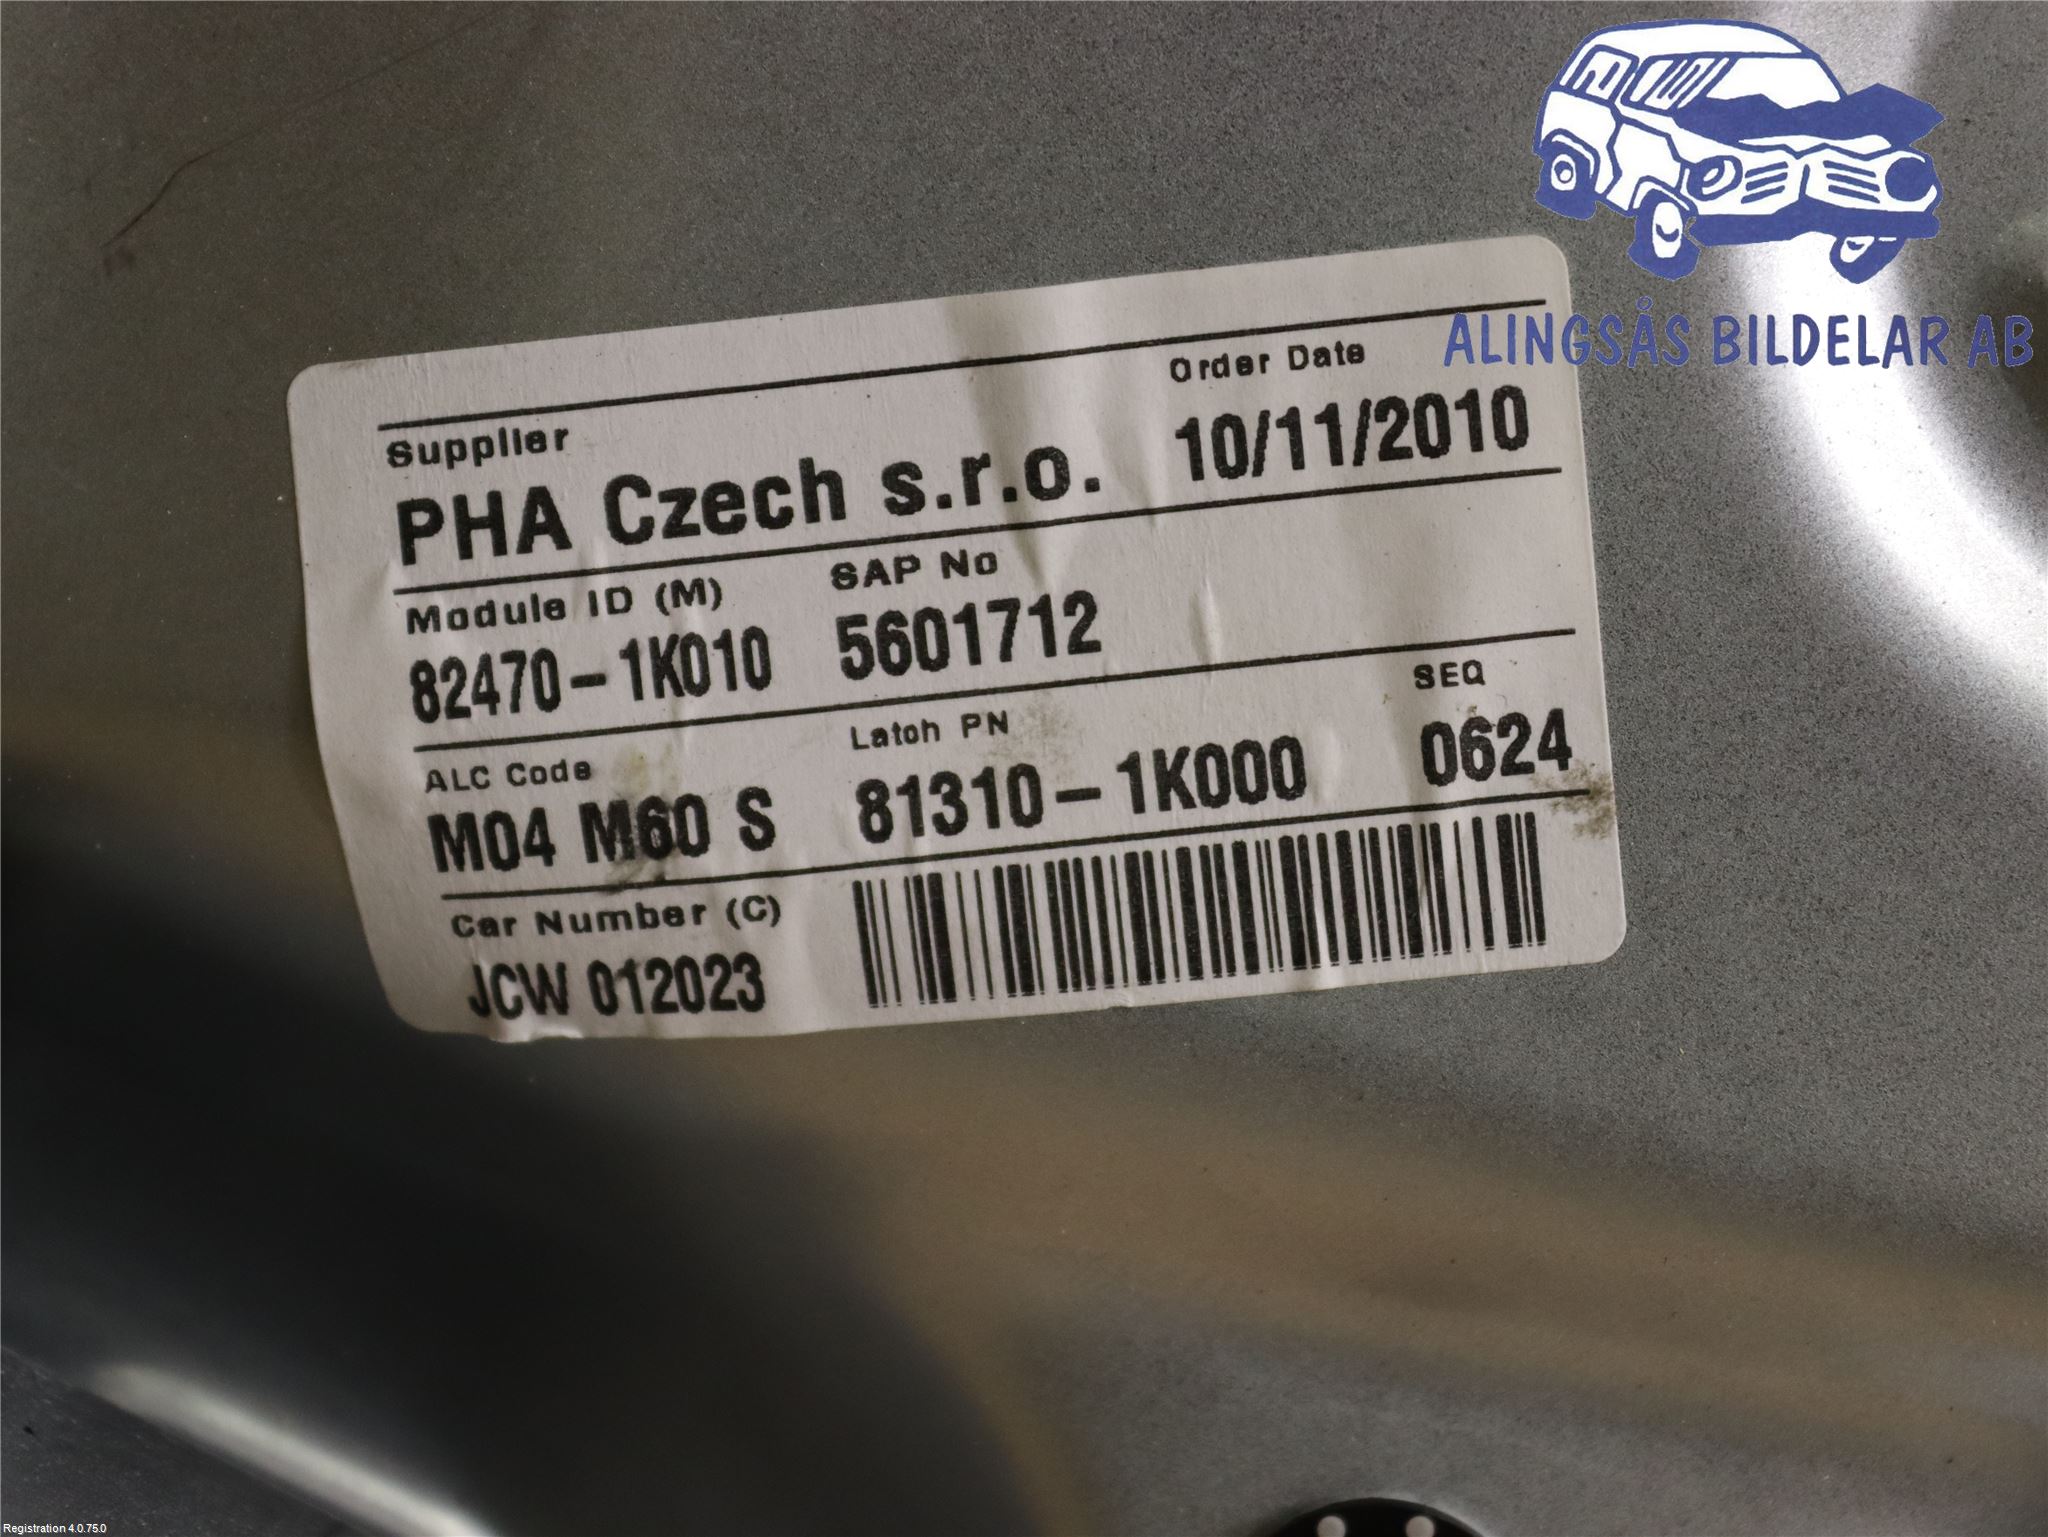 ALINGSÅS BILDELAR AB
Supplier
Order Date
PHA Czech s.r.o.
10/11/2010
Module ID (M)
SAP No
82470-1K010
5601712
ALC Code
Latch PN
SEQ
M04 M60 S
81310-1K000
0624
Car Number (C)
JCW 012023
Registration 4.0.75.0